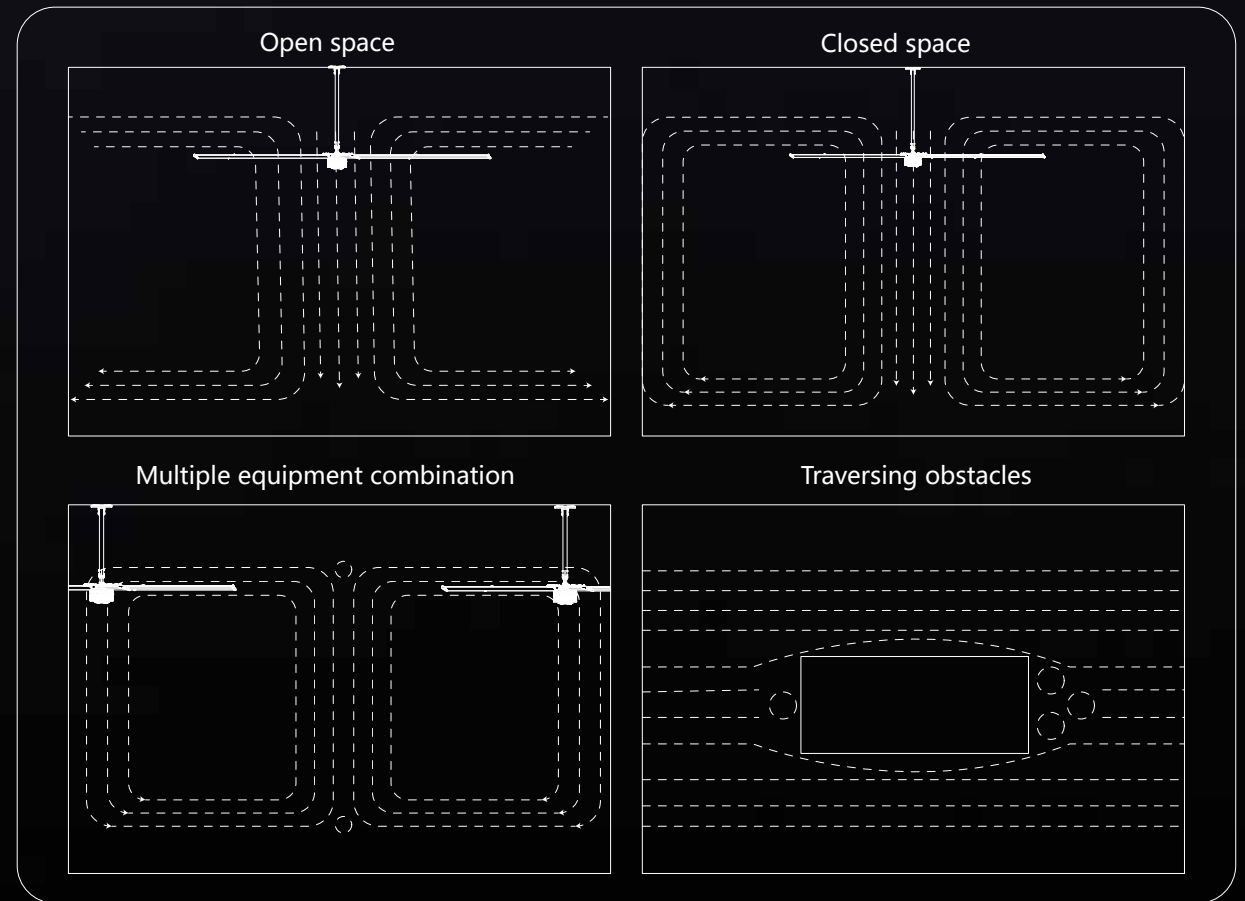 Open space
Closed space
Multiple equipment combination
Traversing obstacles